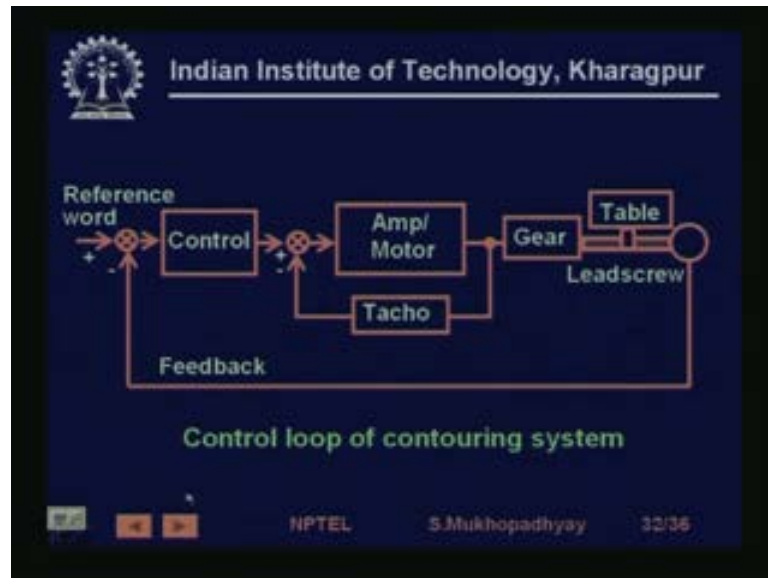 Indian Institute of Technology, Kharagpur
Reference
word
Control
Amp/
Motor
Gear
Table
Leadscrew
Tacho
Feedback
+
-
+
-
Control loop of contouring system
NPTEL
S.Mukhopadhyay
32/36